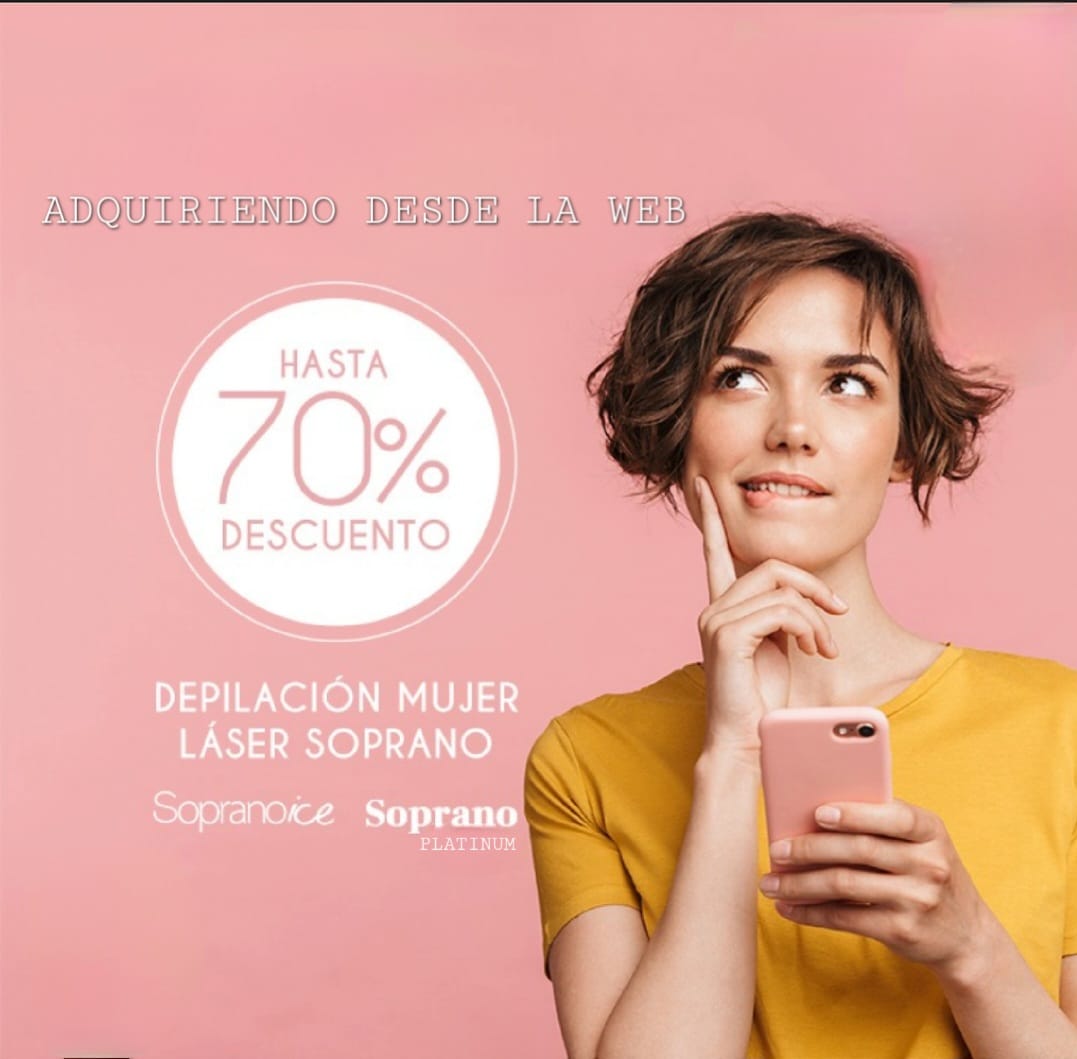 ADQUIRIENDO DESDE LA WEB
HASTA
70%
DESCUENTO
DEPILACIÓN MUJER
LÁSER SOPRANO
Sopranoice Soprano
PLATINUM